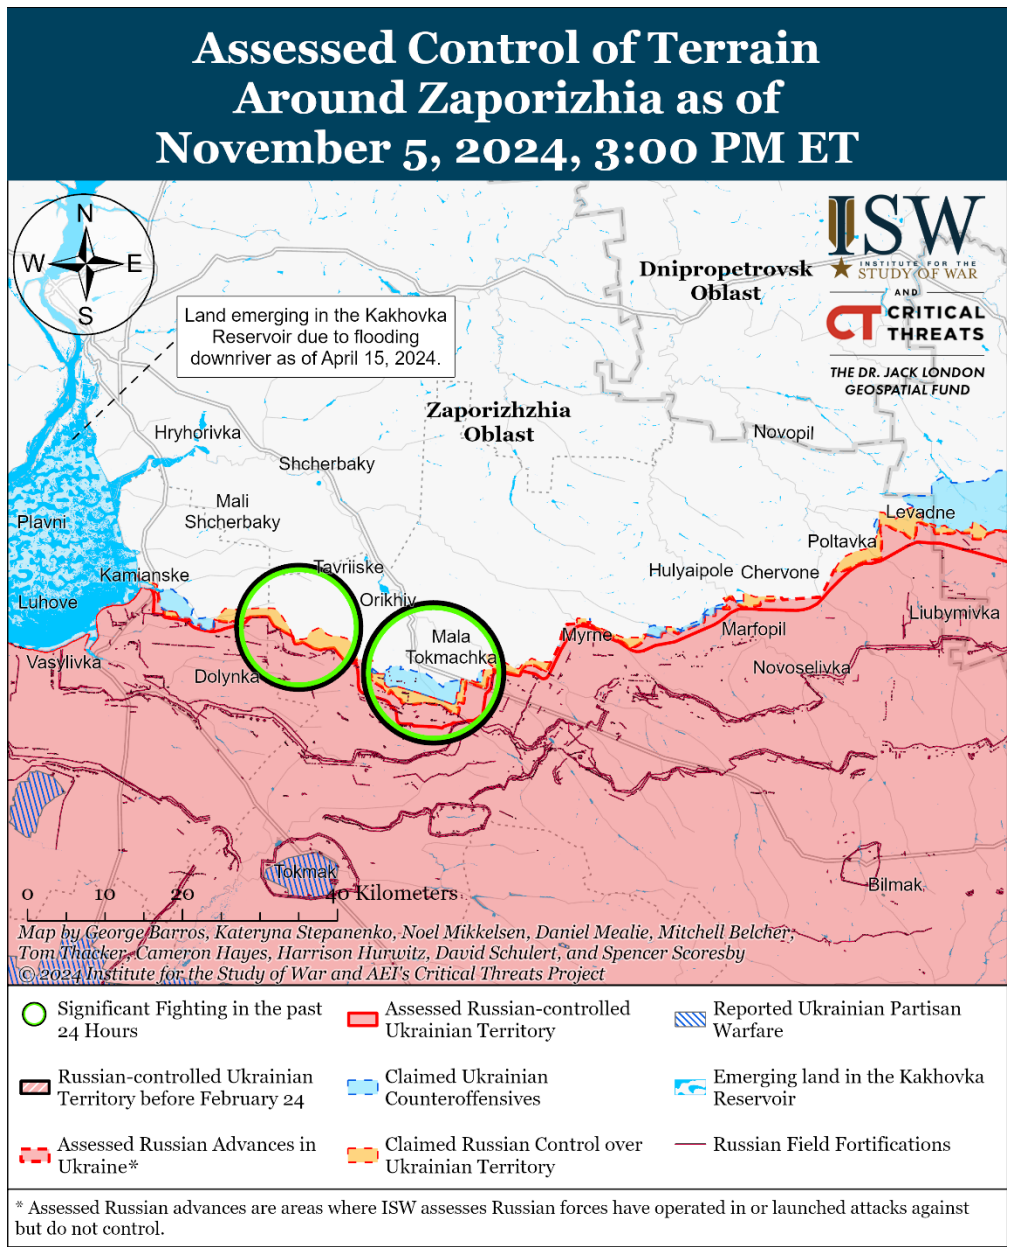 Assessed Control of Terrain
Around Zaporizhia as of
November 5, 2024, 3:00 PM ET
N
W
E
S
ISW
INSTITUTE FOR THE
STUDY OF WAR
AND
CT CRITICAL
THREATS
THE DR. JACK LONDON
GEOSPATIAL FUND
Dnipropetrovsk
Oblast
Land emerging in the Kakhovka
Reservoir due to flooding
downriver as of April 15, 2024.
Zaporizhzhia
Oblast
Hryhorivka
Novopil
Shcherbaky
Mali
Shcherbaky
Plavni
Levadne
Poltavka
Kamianske
Tavriiske
Hulyaipole
Chervone
Luhove
Orikhiv
Liubymivka
Mala
Tokmachka
Myrne
Marfopil
Vasylivka
Dolynka
Novoselivka
Tokmak
Bilmak
0 10 20 40 Kilometers
Map by George Barros, Kateryna Stepanenko, Noel Mikkelsen, Daniel Mealie, Mitchell Belcher,
Tom Thacker, Cameron Hayes, Harrison Hurwitz, David Schulert, and Spencer Scoresby
© 2024 Institute for the Study of War and AEI's Critical Threats Project
Significant Fighting in the past
24 Hours
Russian-controlled Ukrainian
Territory before February 24
Assessed Russian Advances in
Ukraine*
Assessed Russian-controlled
Ukrainian Territory
Claimed Ukrainian
Counteroffensives
Claimed Russian Control over
Ukrainian Territory
Reported Ukrainian Partisan
Warfare
Emerging land in the Kakhovka
Reservoir
Russian Field Fortifications
* Assessed Russian advances are areas where ISW assesses Russian forces have operated in or launched attacks against
but do not control.